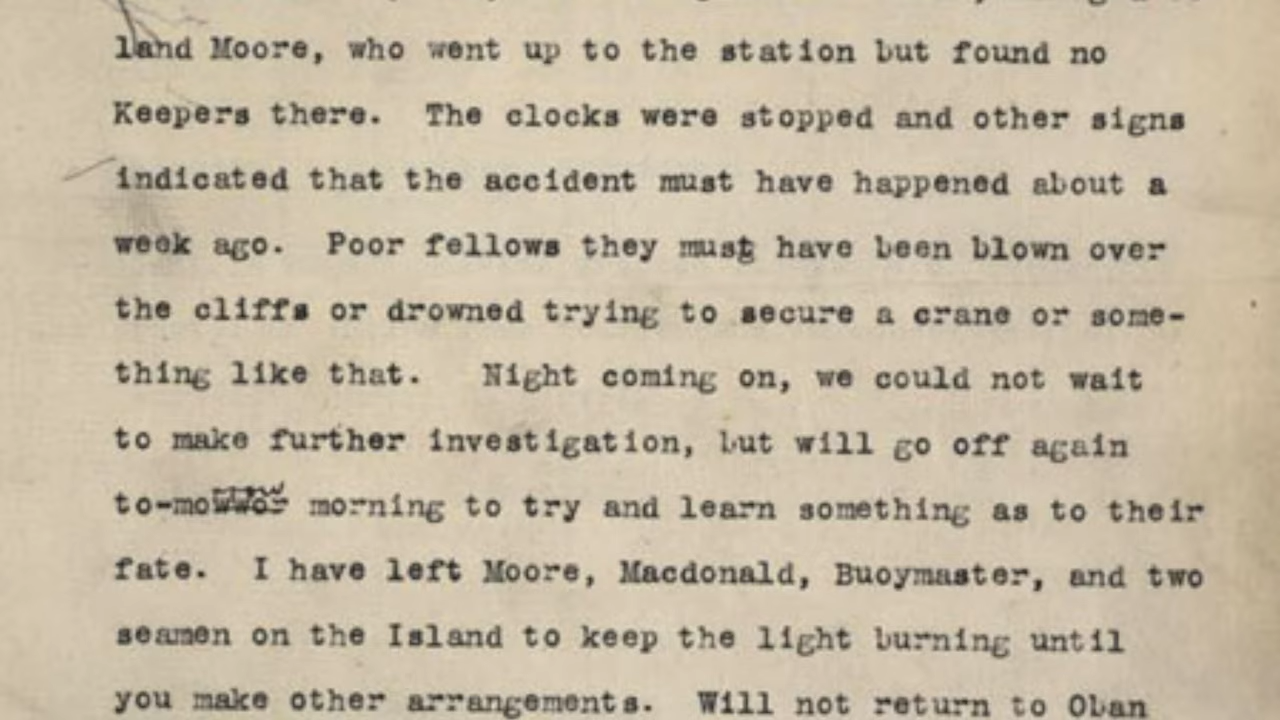 land Moore, who went up to the station but found no
Keepers there. The clocks were stopped and other signs
indicated that the accident must have happened about a
week ago. Poor fellows they must have been blown over
the cliffs or drowned trying to secure a crane or some-
thing like that. Night coming on, we could not wait
to make further investigation, but will go off again
to-morrow morning to try and learn something as to their
fate. I have left Moore, Macdonald, Buoymaster, and two
seamen on the Island to keep the light burning until
you make other arrangements. Will not return to Oban